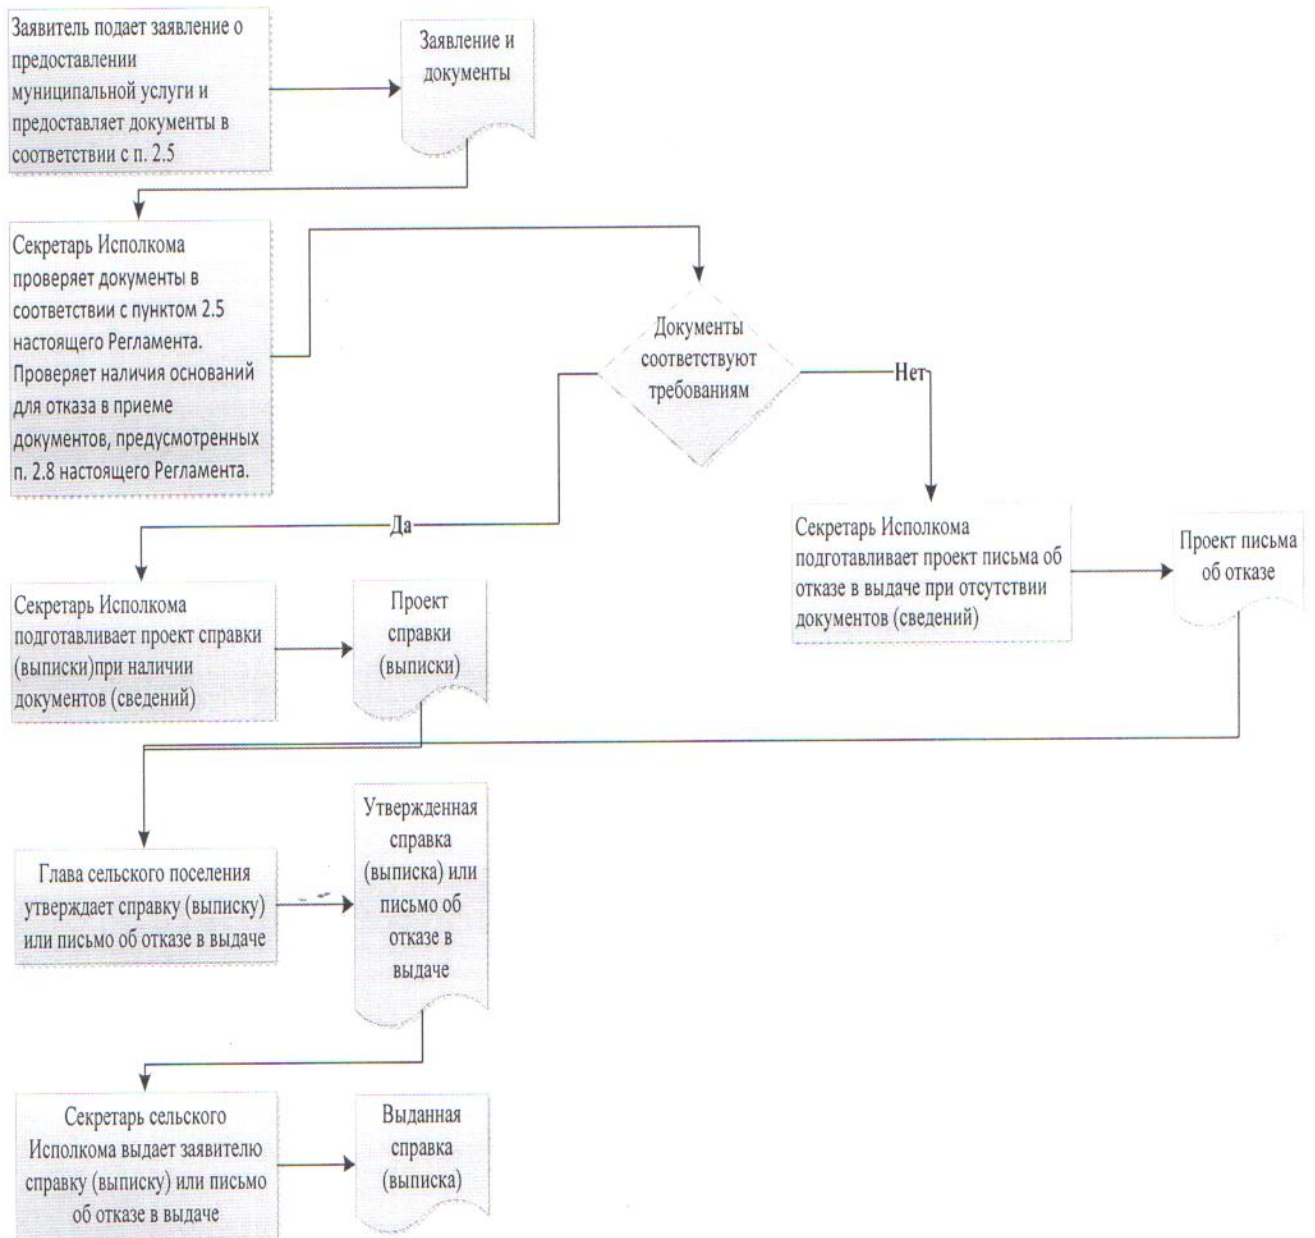 Заявитель подает заявление о
предоставлении
муниципальной услуги и
предоставляет документы в
соответствии с п. 2.5
Заявление и
документы
Секретарь Исполкома
проверяет документы в
соответствии с пунктом 2.5
настоящего Регламента.
Проверяет наличия оснований
для отказа в приеме
документов, предусмотренных
п. 2.8 настоящего Регламента.
Документы
соответствуют
требованиям
Нет
Да
Секретарь Исполкома
подготавливает проект письма об
отказе в выдаче при отсутствии
документов (сведений)
Проект письма
об отказе
Секретарь Исполкома
подготавливает проект справки
(выписки)при наличии
документов (сведений)
Проект
справки
(выписки)
Глава сельского поселения
утверждает справку (выписку)
или письмо об отказе в выдаче
Утвержденная
справка
(выписка) или
письмо об
отказе в
выдаче
Секретарь сельского
Исполкома выдает заявителю
справку (выписку) или письмо
об отказе в выдаче
Выданная
справка
(выписка)